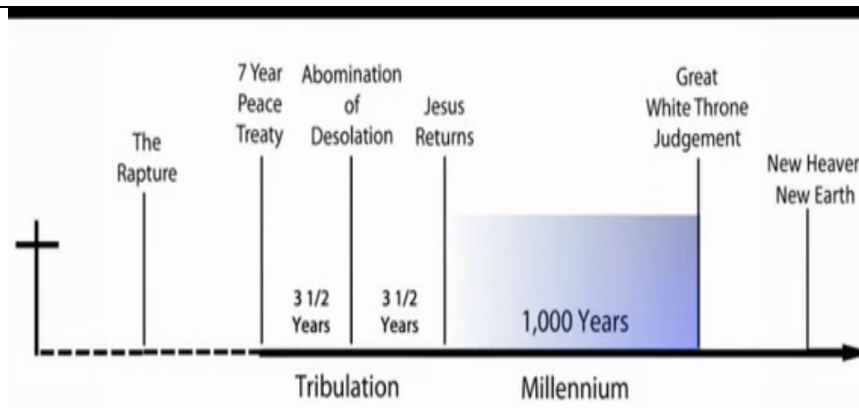 The
Rapture
7 Year
Peace
Treaty
Abomination
of
Desolation
Jesus
Returns
Great
White Throne
Judgement
New Heaven
New Earth
3 1/2
Years
3 1/2
Years
1,000 Years
Tribulation
Millennium